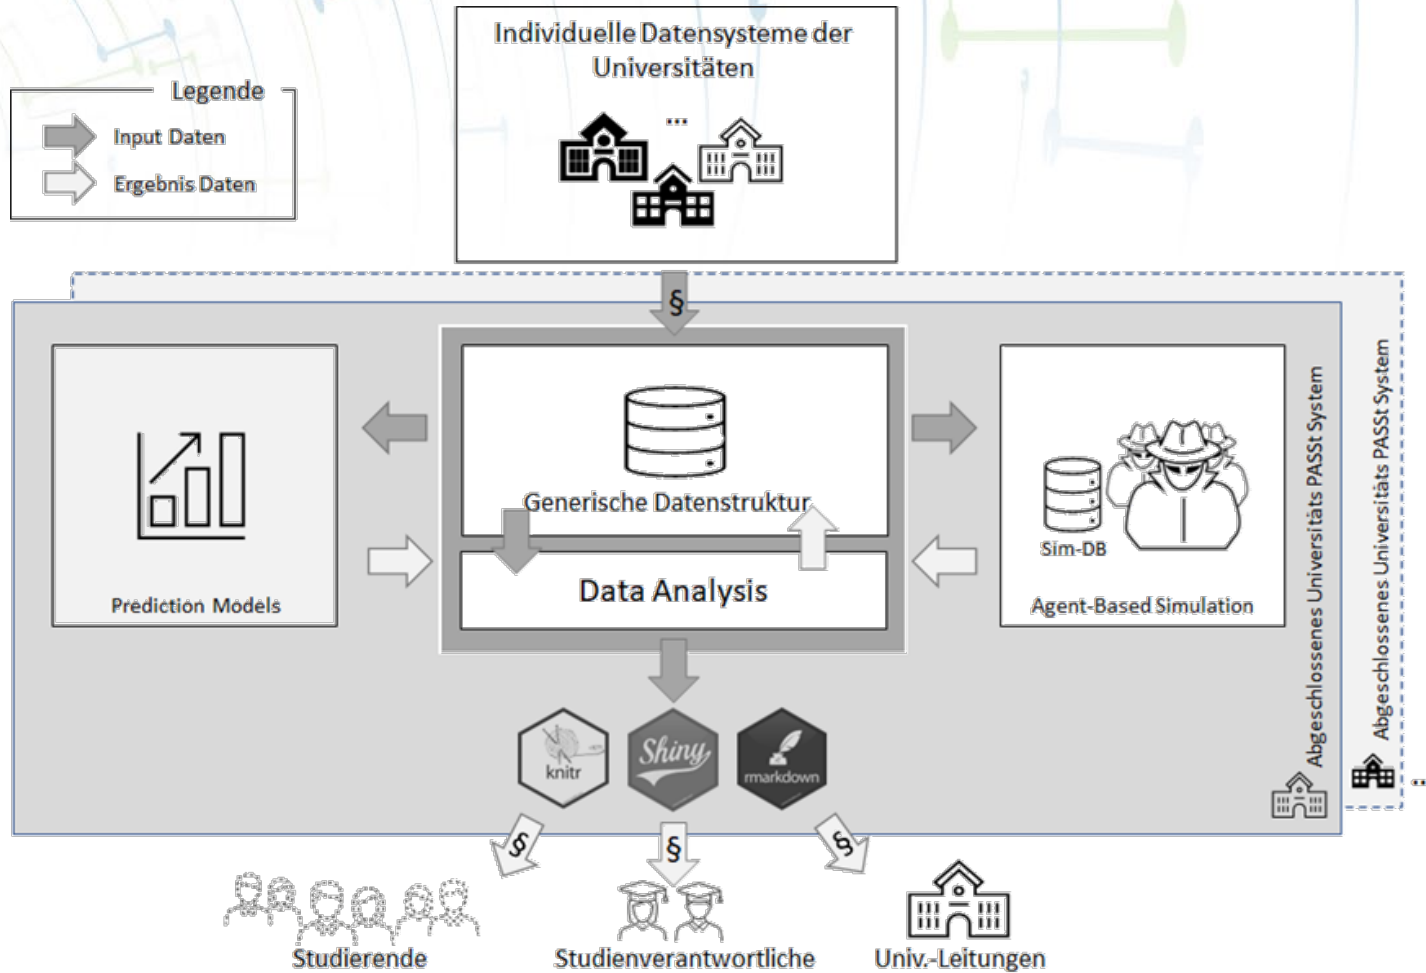 Individuelle Datensysteme der
Universitäten
...
Legende
Input Daten
Ergebnis Daten
§
Generische Datenstruktur
Data Analysis
Prediction Models
Sim-DB
Agent-Based Simulation
Abgeschlossenes Universitäts PASSt System
Abgeschlossenes Universitäts PASSt System
..
knitr
Shiny
rmarkdown
§
§
§
Studierende
Studienverantwortliche
Univ.-Leitungen